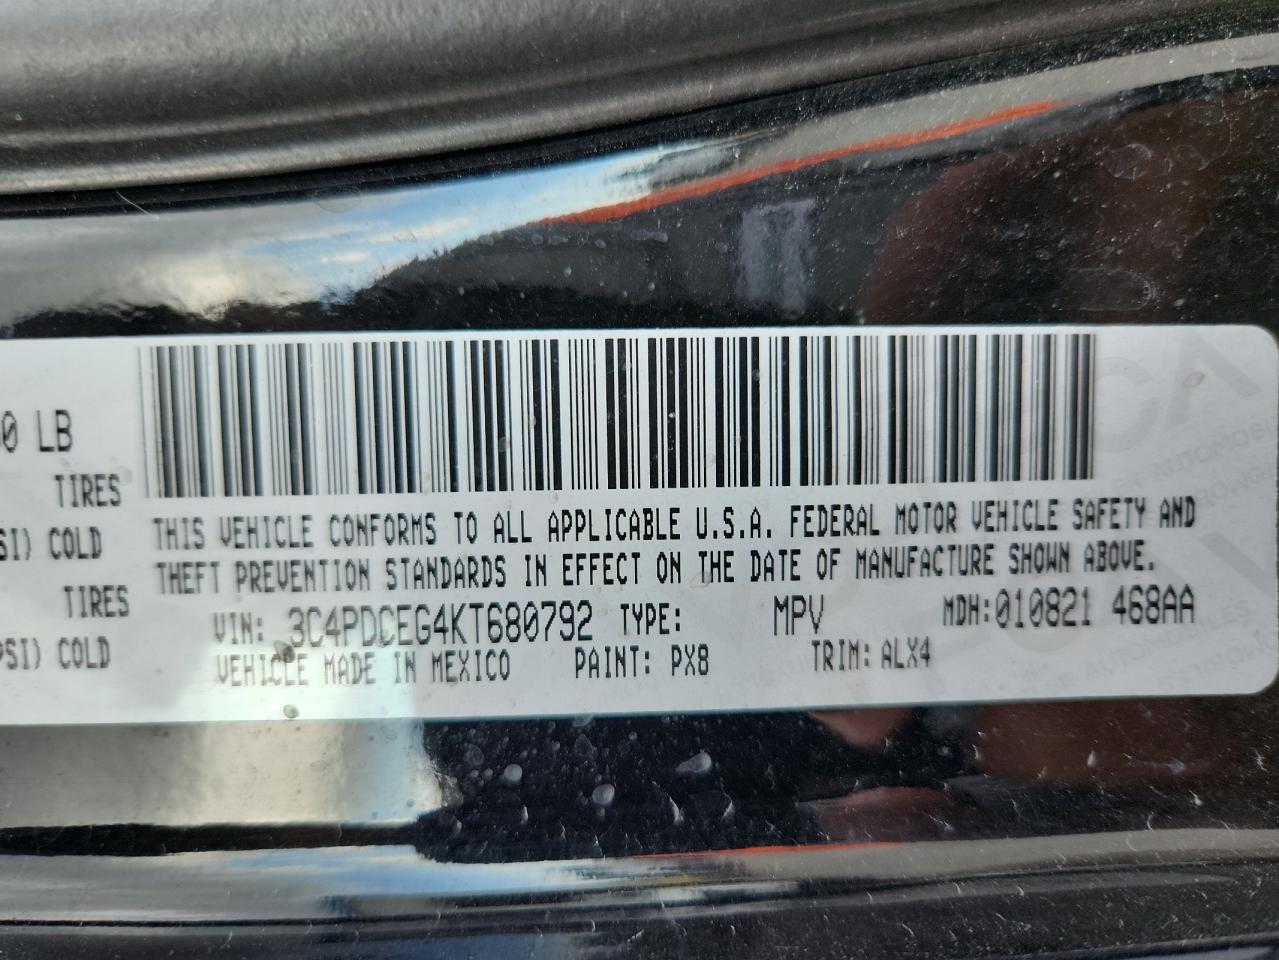 0 LB
TIRES
SI) COLD
TIRES
PSI) COLD
THIS VEHICLE CONFORMS TO ALL APPLICABLE U.S.A. FEDERAL MOTOR VEHICLE SAFETY AND
THEFT PREVENTION STANDARDS IN EFFECT ON THE DATE OF MANUFACTURE SHOWN ABOVE.
VIN: 3C4PDCEG4KT680792 TYPE: MPV MDH:010821 468AA
VEHICLE MADE IN MEXICO PAINT: PX8 TRIM: ALX4